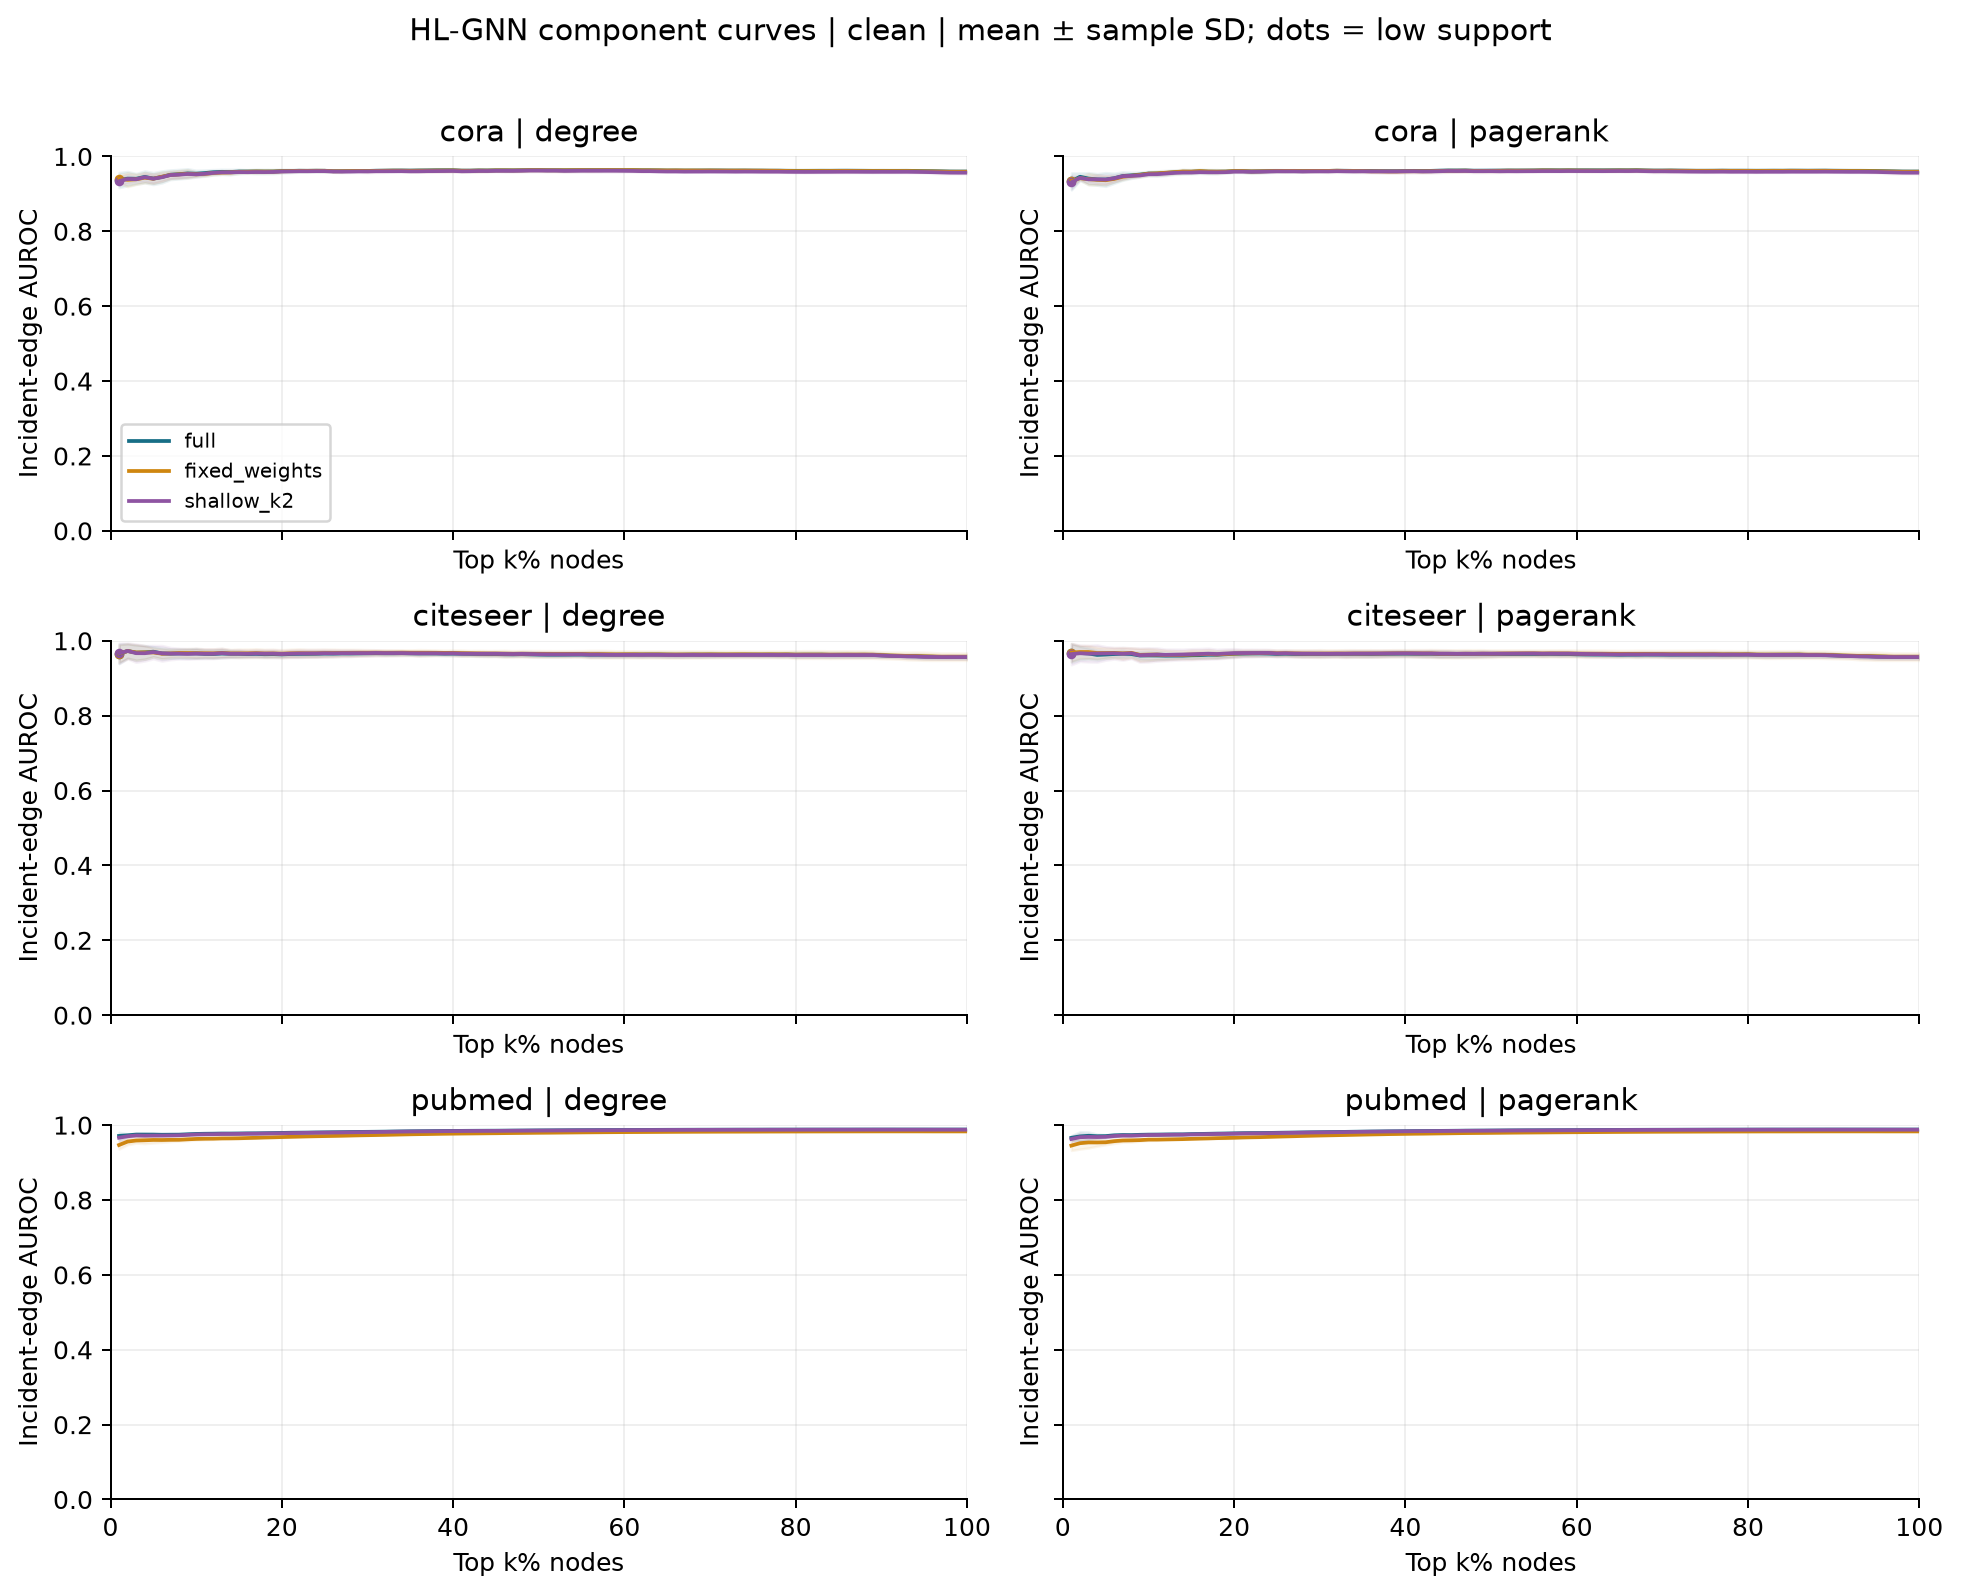 HL-GNN component curves | clean | mean ± sample SD; dots = low support
cora | degree
1.0
0.8
0.6
0.4
0.2
0.0
Incident-edge AUROC
full
fixed_weights
shallow_k2
Top k% nodes
cora | pagerank
Incident-edge AUROC
Top k% nodes
citeseer | degree
1.0
0.8
0.6
0.4
0.2
0.0
Incident-edge AUROC
Top k% nodes
citeseer | pagerank
Incident-edge AUROC
Top k% nodes
pubmed | degree
1.0
0.8
0.6
0.4
0.2
0.0
Incident-edge AUROC
0 20 40 60 80 100
Top k% nodes
pubmed | pagerank
Incident-edge AUROC
0 20 40 60 80 100
Top k% nodes